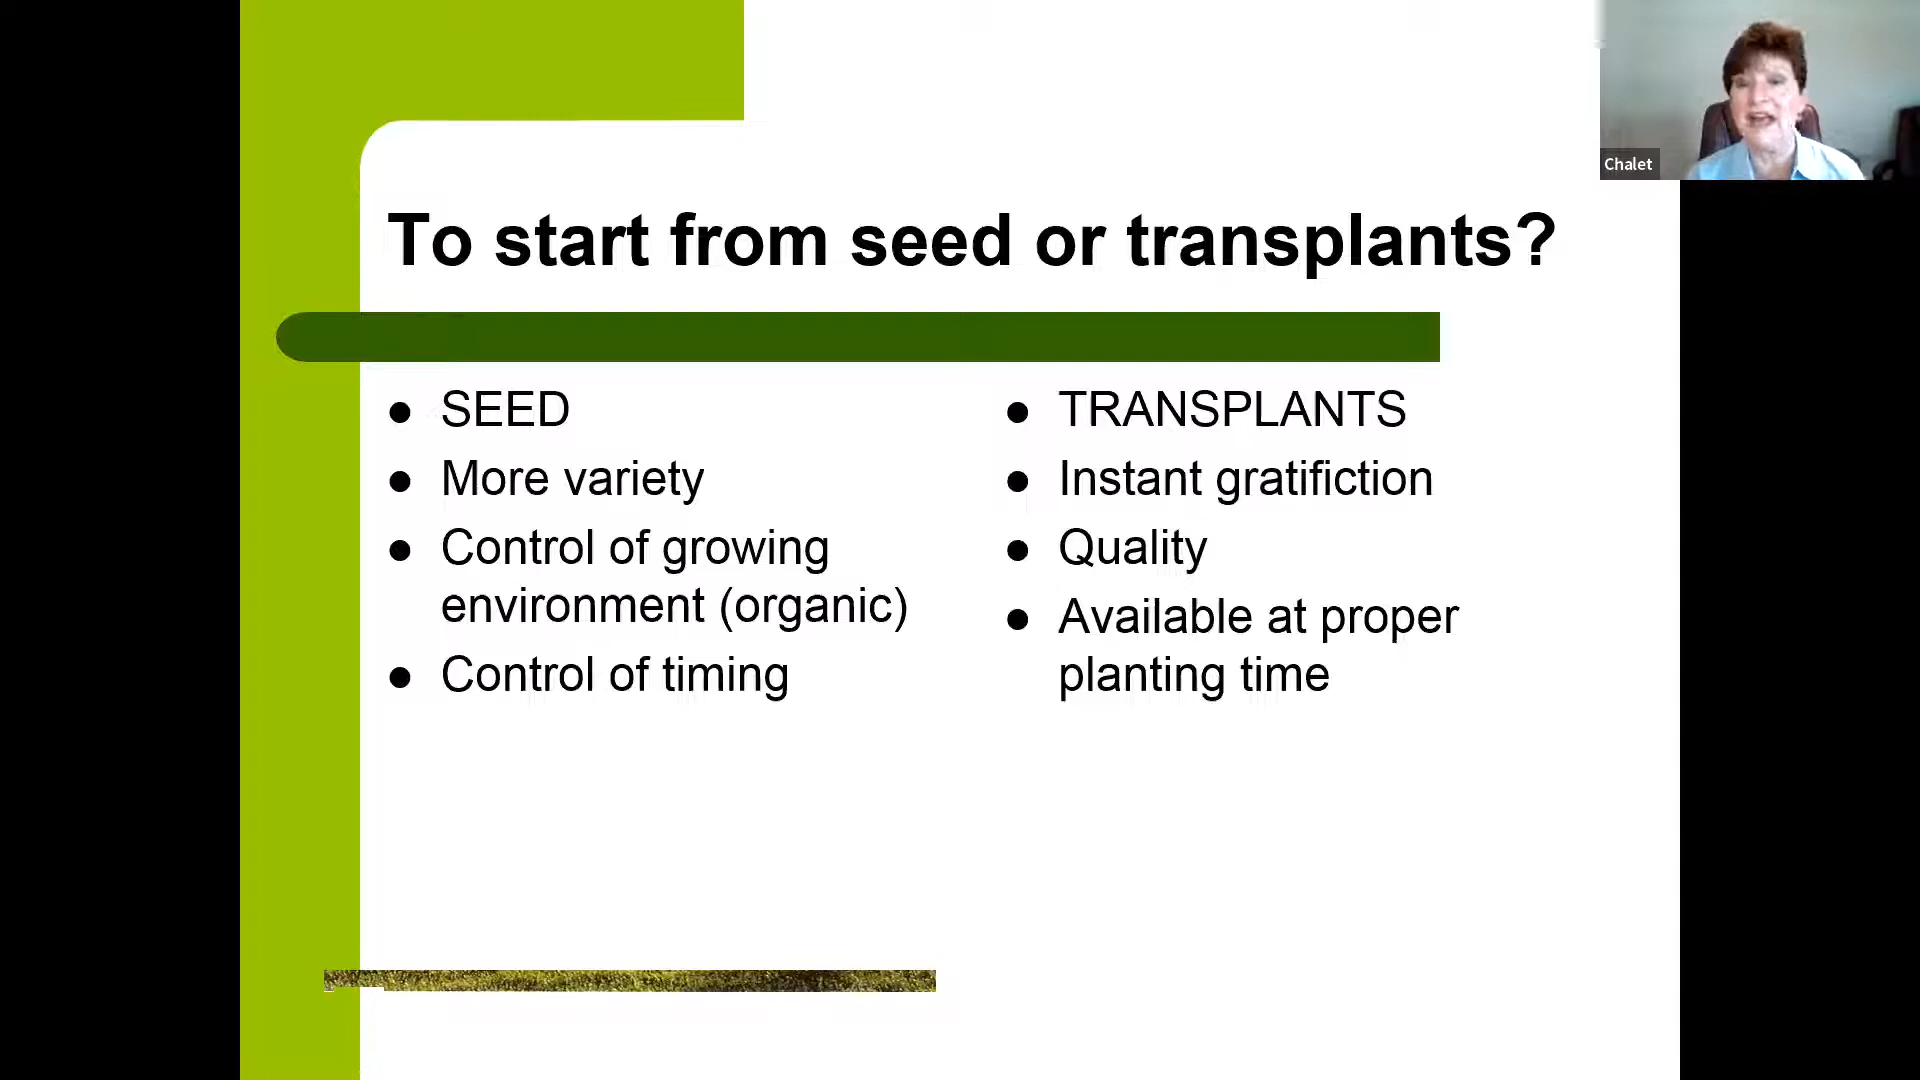 Chalet
To start from seed or transplants?
● SEED
● More variety
● Control of growing
environment (organic)
● Control of timing
● TRANSPLANTS
● Instant gratifiction
● Quality
● Available at proper
planting time